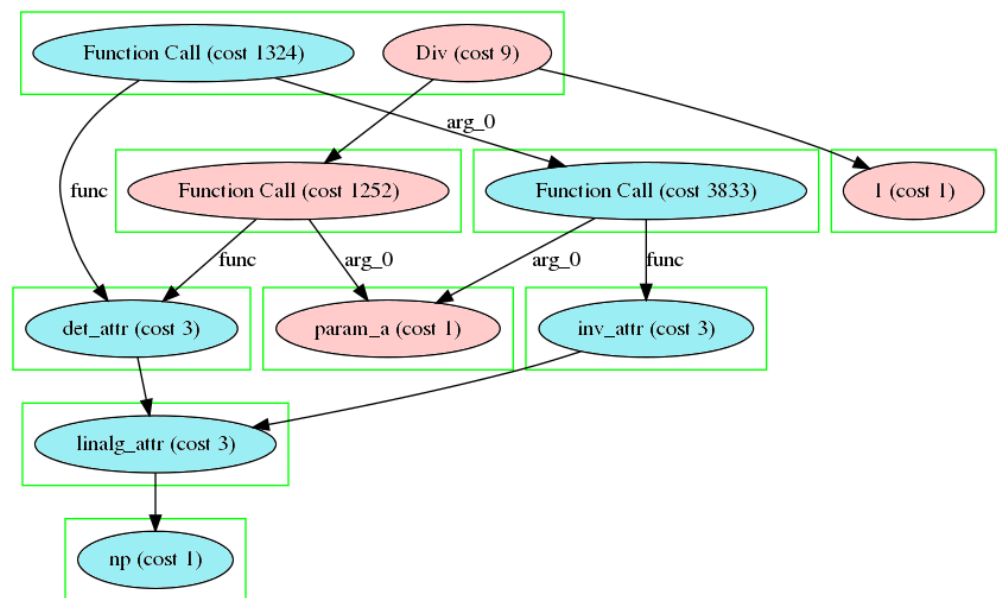 Function Call (cost 1324)
Div (cost 9)
arg_0
func
Function Call (cost 1252)
Function Call (cost 3833)
1 (cost 1)
func
arg_0
arg_0
func
det_attr (cost 3)
param_a (cost 1)
inv_attr (cost 3)
linalg_attr (cost 3)
np (cost 1)